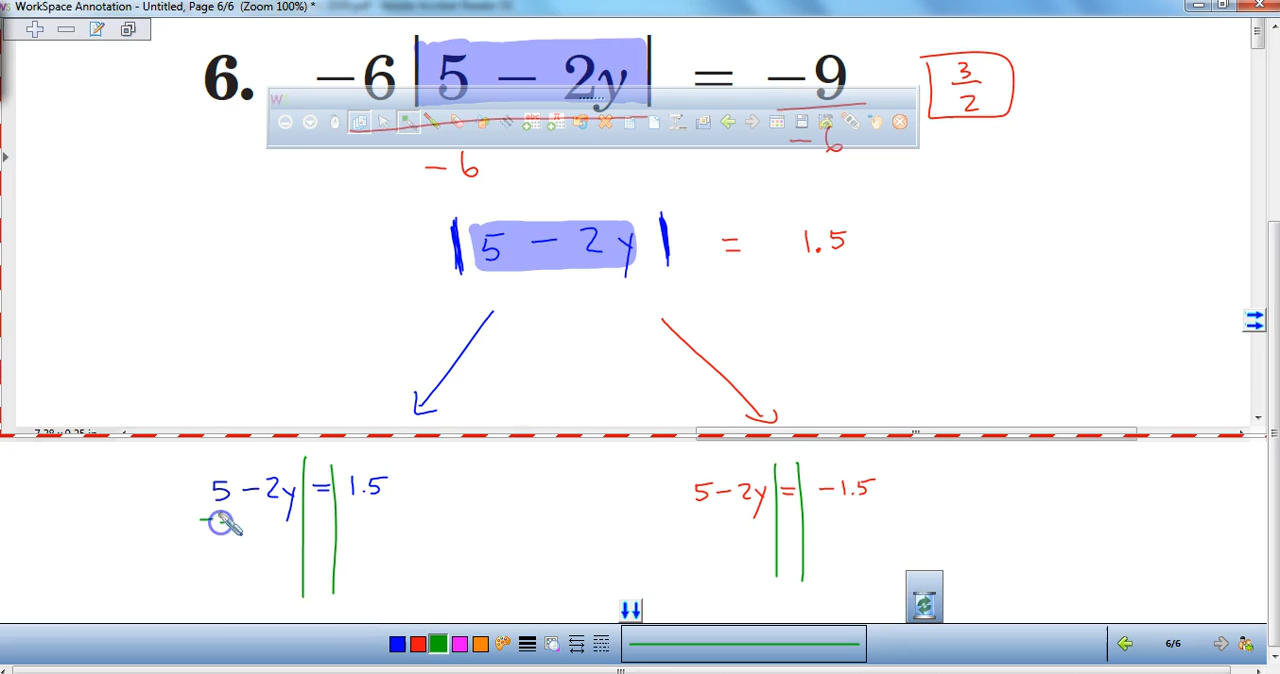 WorkSpace Annotation - Untitled, Page 6/6 (Zoom 100%) *
6. −6 | 5 − 2y | = −9
3/2
−6
−6
| 5 − 2y | = 1.5
5 − 2y = 1.5
5 − 2y = −1.5
−
6/6